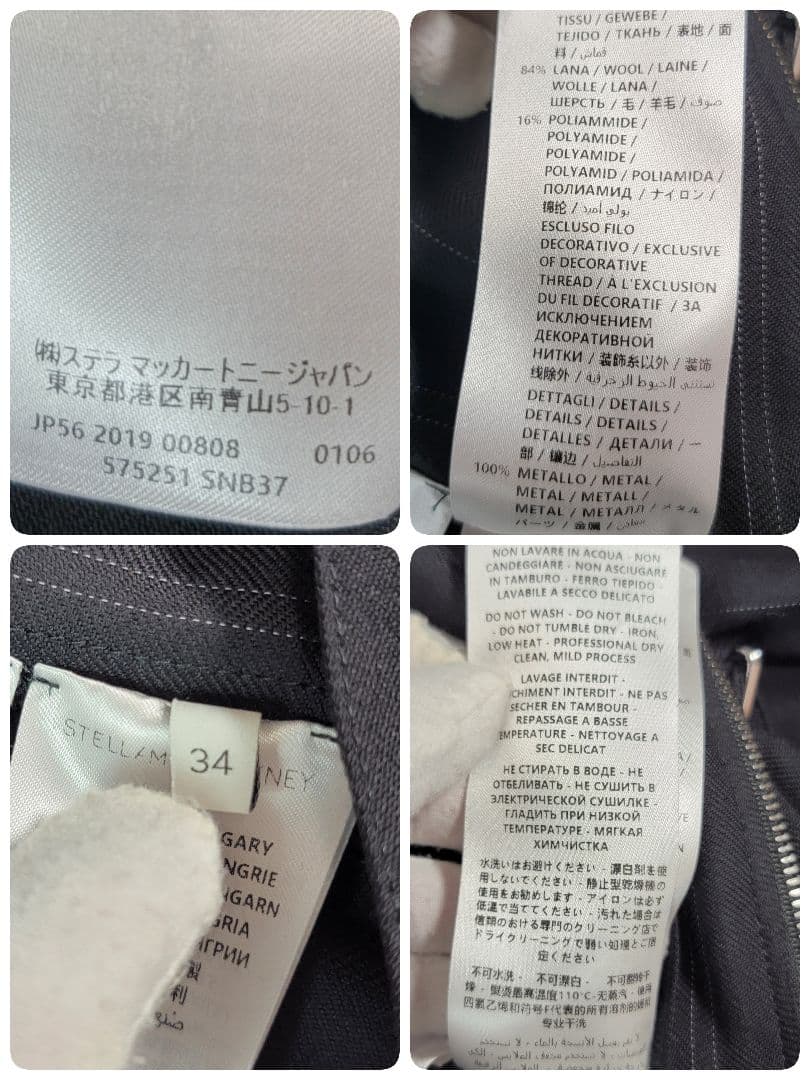 (株)ステラ マッカートニージャパン
東京都港区南青山5-10-1
JP56 2019 00808 0106
575251 SNB37
TISSU / GEWEBE /
TEJIDO / ТКАНЬ / 表地 / 面
料 / قماش
84% LANA / WOOL / LAINE /
WOLLE / LANA /
ШЕРСТЬ / 毛 / 羊毛 / صوف
16% POLIAMMIDE /
POLYAMIDE /
POLYAMIDE /
POLYAMID / POLIAMIDA /
ПОЛИАМИД / ナイロン /
锦纶 / بولي أميد
ESCLUSO FILO
DECORATIVO / EXCLUSIVE
OF DECORATIVE
THREAD / À L'EXCLUSION
DU FIL DÉCORATIF / ЗА
ИСКЛЮЧЕНИЕМ
ДЕКОРАТИВНОЙ
НИТКИ / 装飾糸以外 / 装饰
线除外 / تستثنى الخيوط الزخرفية
DETTAGLI / DETAILS /
DETAILS / DETAILS /
DETALLES / ДЕТАЛИ / 一
部 / 镶边 / التفاصيل
100% METALLO / METAL /
METAL / METALL /
METAL / МЕТАЛЛ / メタル
パーツ / 金属 /
STELLA M NEY
34
GARY
NGRIE
NGARN
GRIA
НГРИИ
製
利
NON LAVARE IN ACQUA - NON
CANDEGGIARE - NON ASCIUGARE
IN TAMBURO - FERRO TIEPIDO -
LAVABILE A SECCO DELICATO
DO NOT WASH - DO NOT BLEACH
- DO NOT TUMBLE DRY - IRON,
LOW HEAT - PROFESSIONAL DRY
CLEAN, MILD PROCESS
LAVAGE INTERDIT -
CHIMENT INTERDIT - NE PAS
SECHER EN TAMBOUR -
REPASSAGE A BASSE
EMPERATURE - NETTOYAGE A
SEC DELICAT
НЕ СТИРАТЬ В ВОДЕ - НЕ
ОТБЕЛИВАТЬ - НЕ СУШИТЬ В
ЭЛЕКТРИЧЕСКОЙ СУШИЛКЕ -
ГЛАДИТЬ ПРИ НИЗКОЙ
ТЕМПЕРАТУРЕ - МЯГКАЯ
ХИМЧИСТКА
水洗いはお避けください - 漂白剤を使
用しないでください - 静止型乾燥機の
使用をお勧めします - アイロンは必ず
低温で当ててください - 汚れた場合は
信頼のおける専門のクリーニング店で
ドライクリーニングで弱い処理とご指
定ください
不可水洗 - 不可漂白 - 不可翻转干
燥 - 熨烫最高温度110°C-无蒸汽 - 使用
四氯乙烯和符号F代表的所有溶剂的缓和
专业干洗